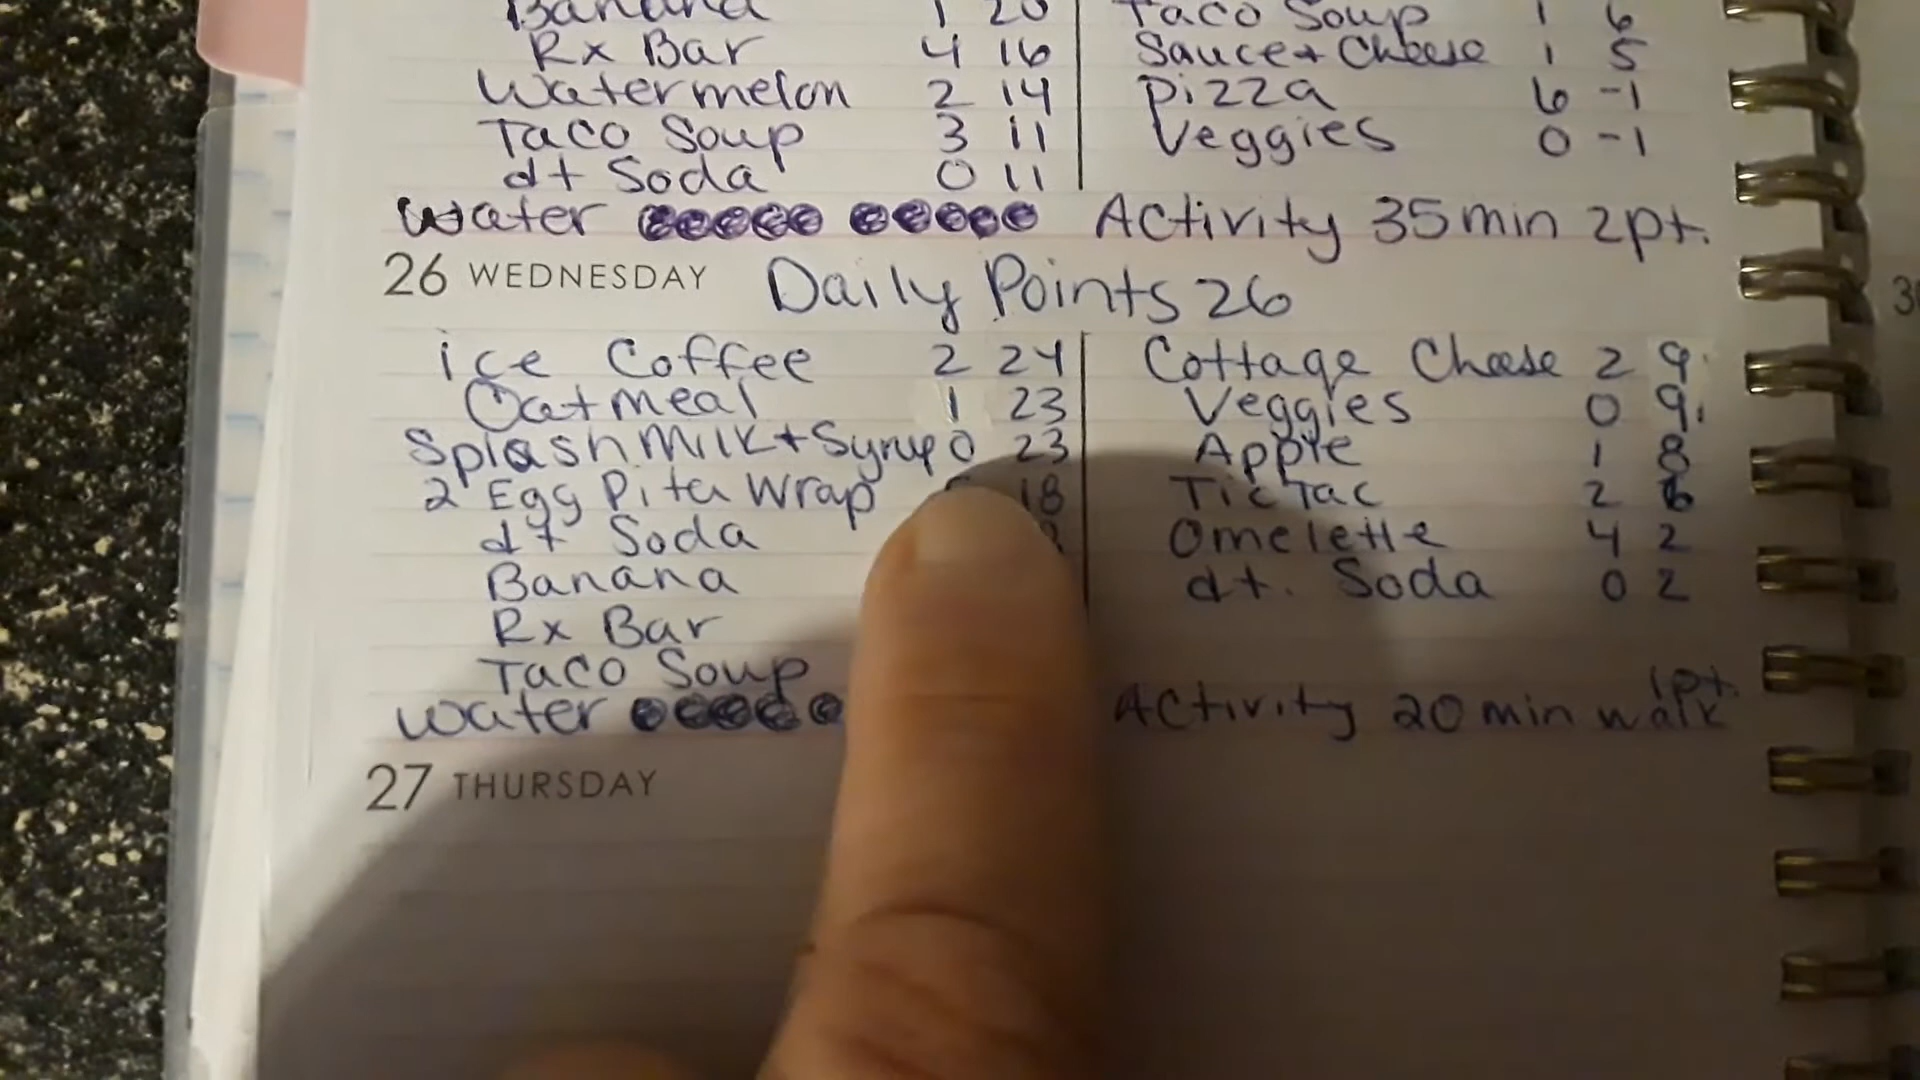 Banana 1 20
Rx Bar 4 16
Watermelon 2 14
Taco Soup 3 11
dt Soda 0 11
Taco Soup 1 6
Sauce + Cheese 1 5
Pizza 6 -1
Veggies 0 -1
Water Activity 35 min 2pt.
26 WEDNESDAY Daily Points 26
ice Coffee 2 24
Oatmeal 1 23
Splash Milk + Syrup 0 23
2 Egg Pita Wrap 18
dt Soda
Banana
Rx Bar
Taco Soup
Cottage Cheese 2 9
Veggies 0 9
Apple 1 8
Tic Tac 2 6
Omelette 4 2
dt. Soda 0 2
Water Activity 20 min walk 1pt.
27 THURSDAY